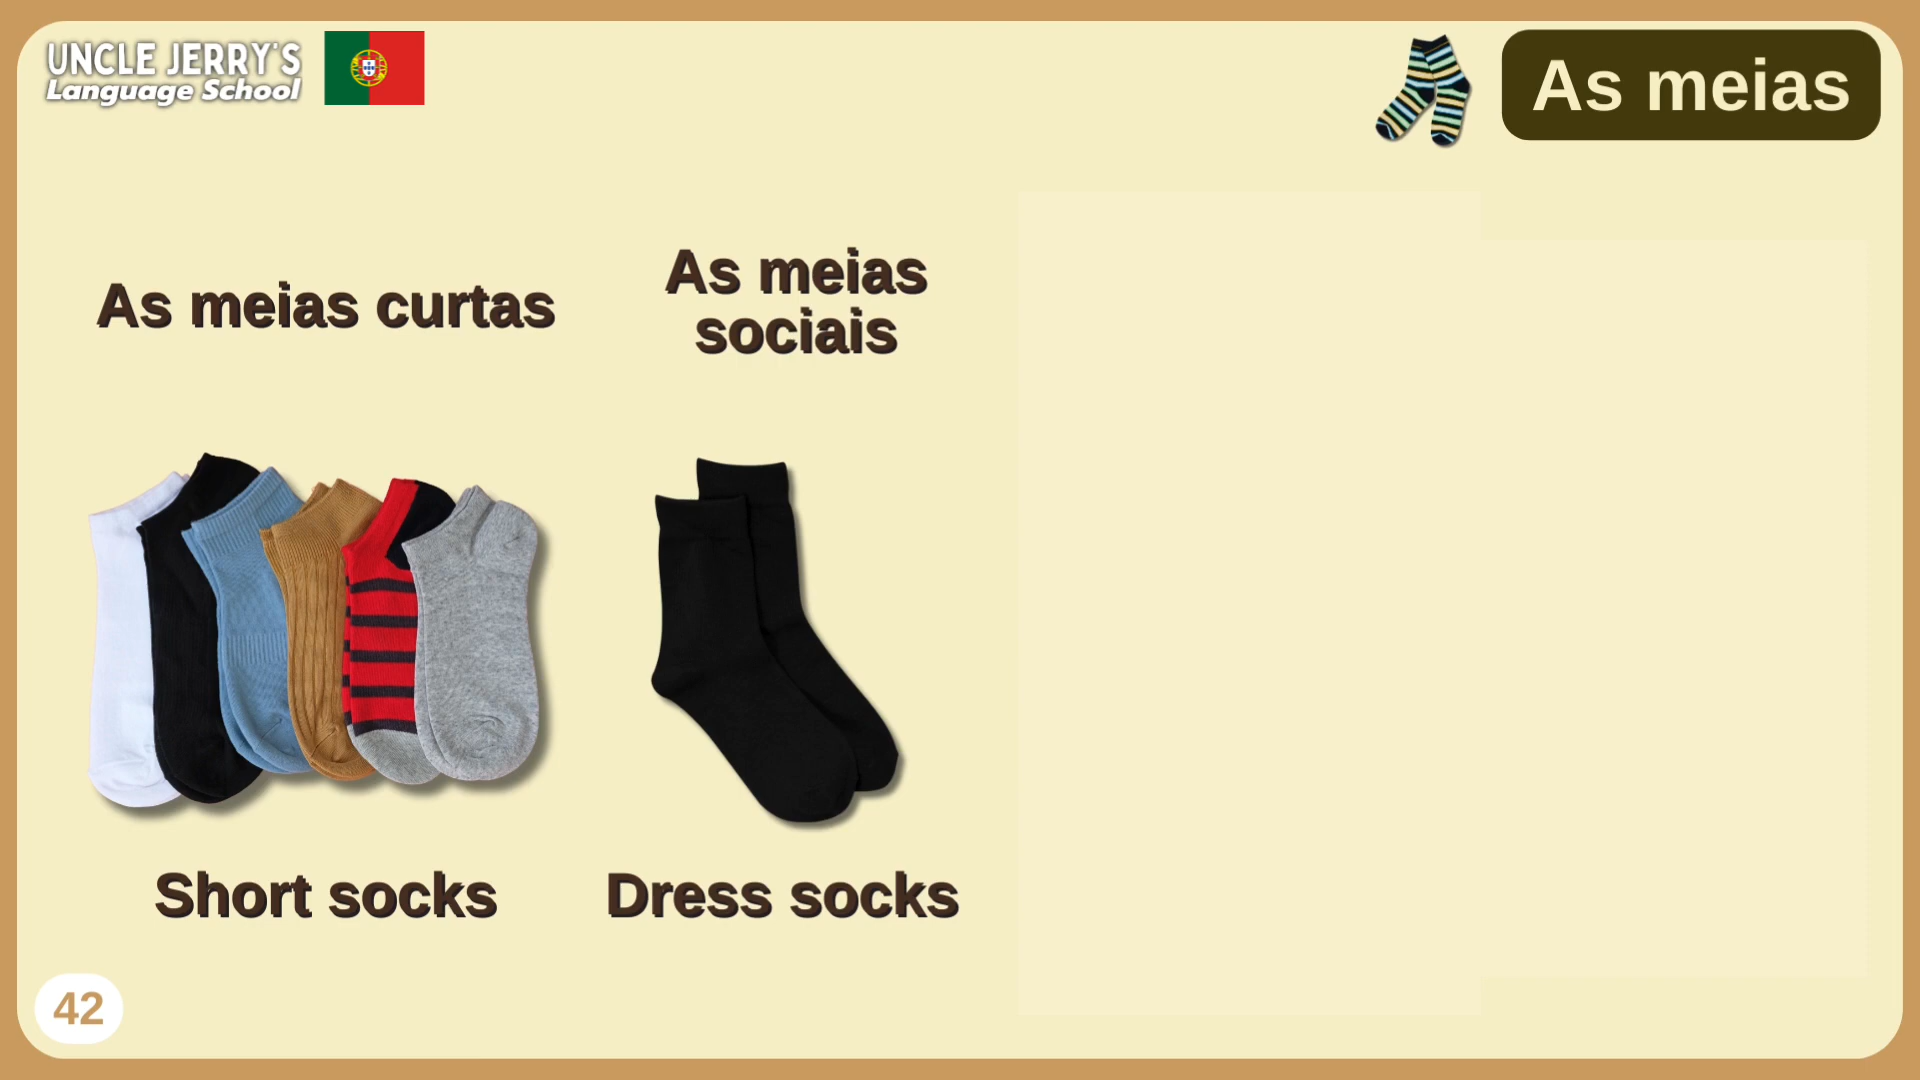 UNCLE JERRY'S
Language School
As meias
As meias curtas
As meias
sociais
Short socks
Dress socks
42